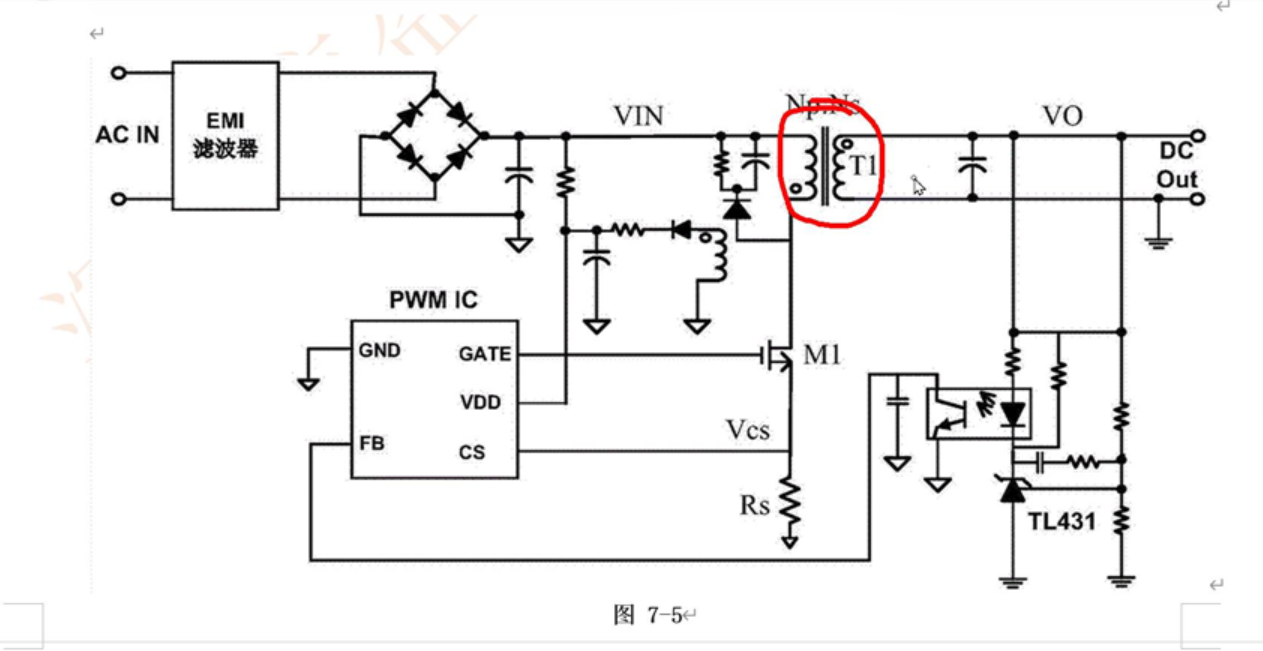 Np:Ns
VIN
VO
AC IN
EMI
滤波器
T1
DC
Out
PWM IC
GND
GATE
M1
VDD
Vcs
FB
CS
Rs
TL431
图 7-5